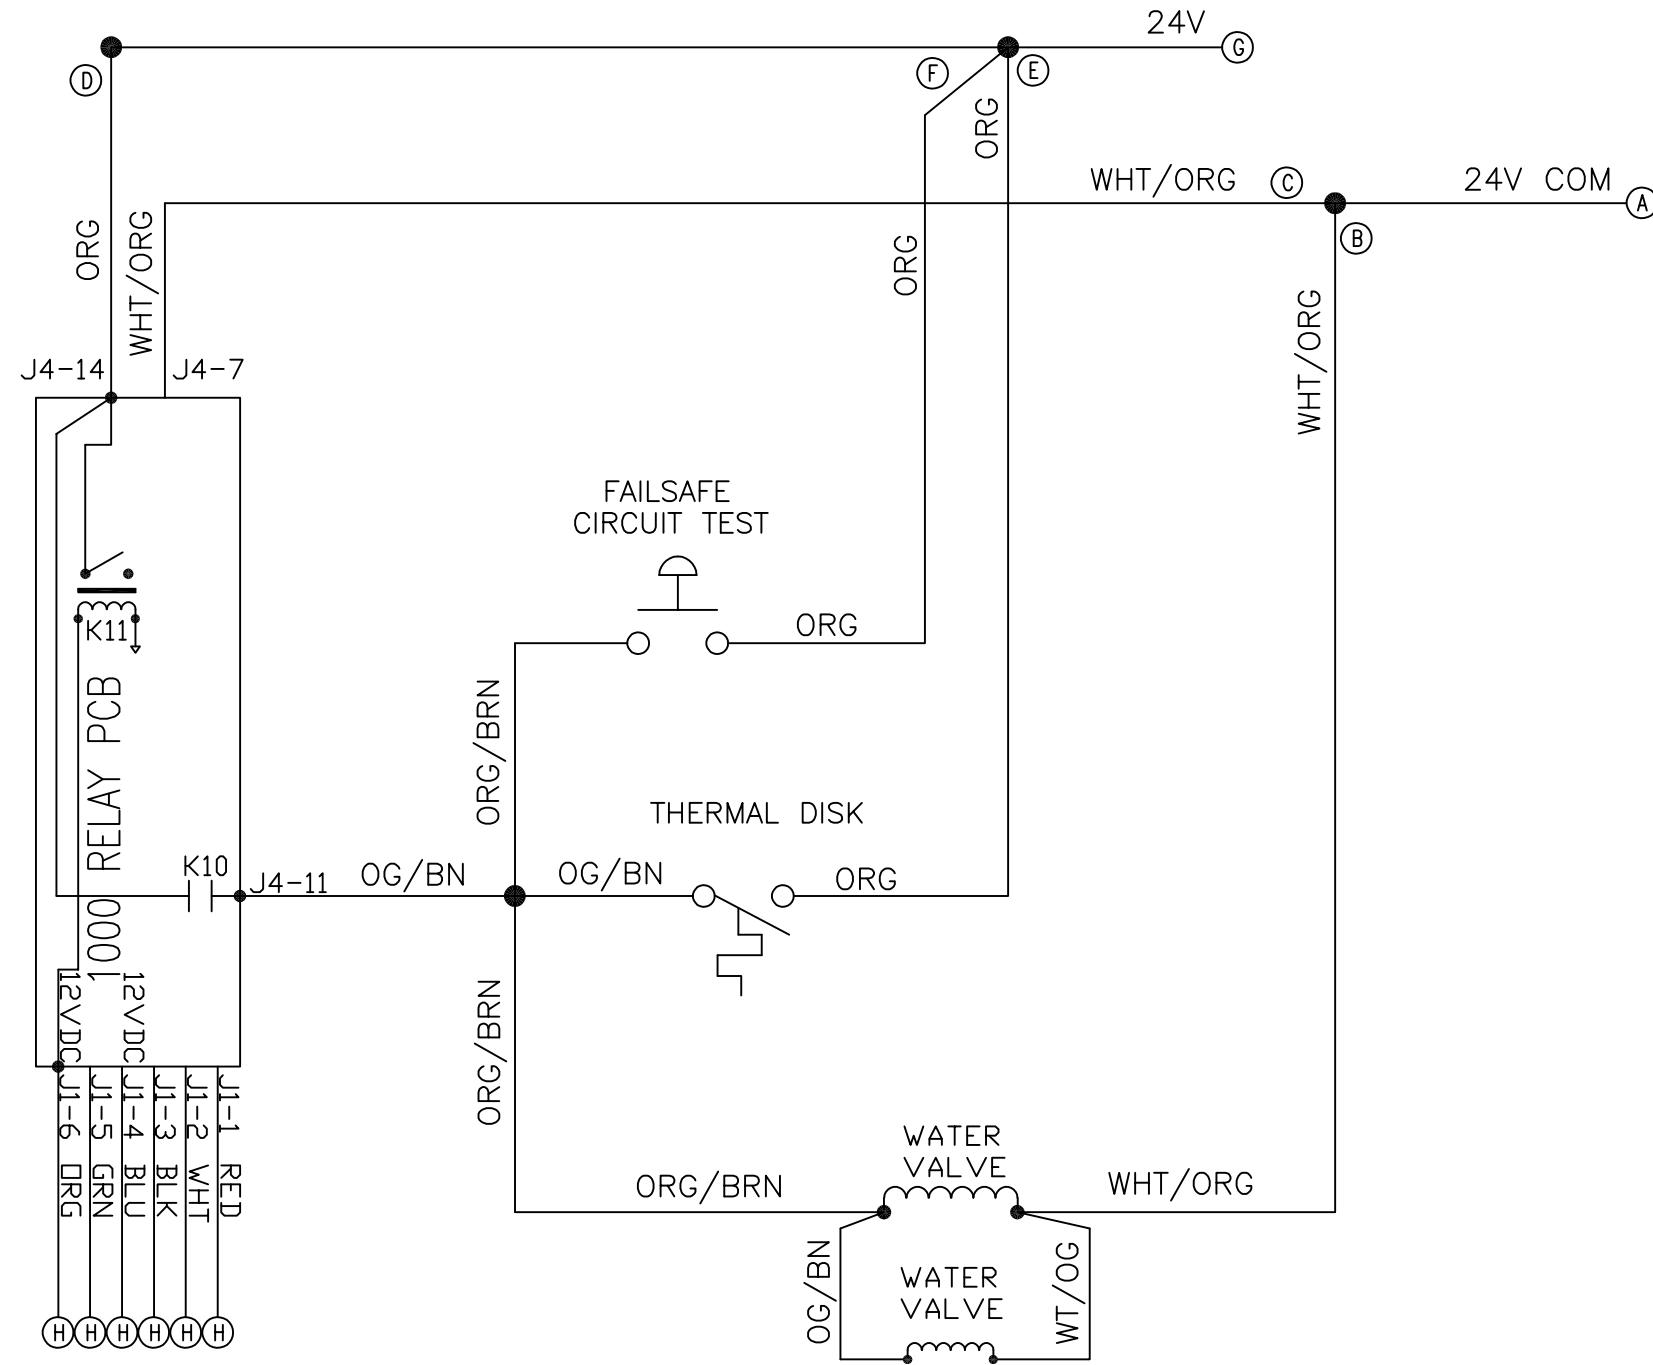 24V
G
D
F
E
ORG
WHT/ORG
C
24V COM
A
B
ORG
WHT/ORG
ORG
WHT/ORG
J4-14
J4-7
FAILSAFE
CIRCUIT TEST
K11
ORG
1000 RELAY PCB
ORG/BRN
THERMAL DISK
K10
J4-11
OG/BN
OG/BN
ORG
12VDC
12VDC
ORG/BRN
J1-6 ORG
J1-5 GRN
J1-4 BLU
J1-3 BLK
J1-2 WHT
J1-1 RED
WATER
VALVE
ORG/BRN
WHT/ORG
OG/BN
WATER
VALVE
WT/OG
H
H
H
H
H
H